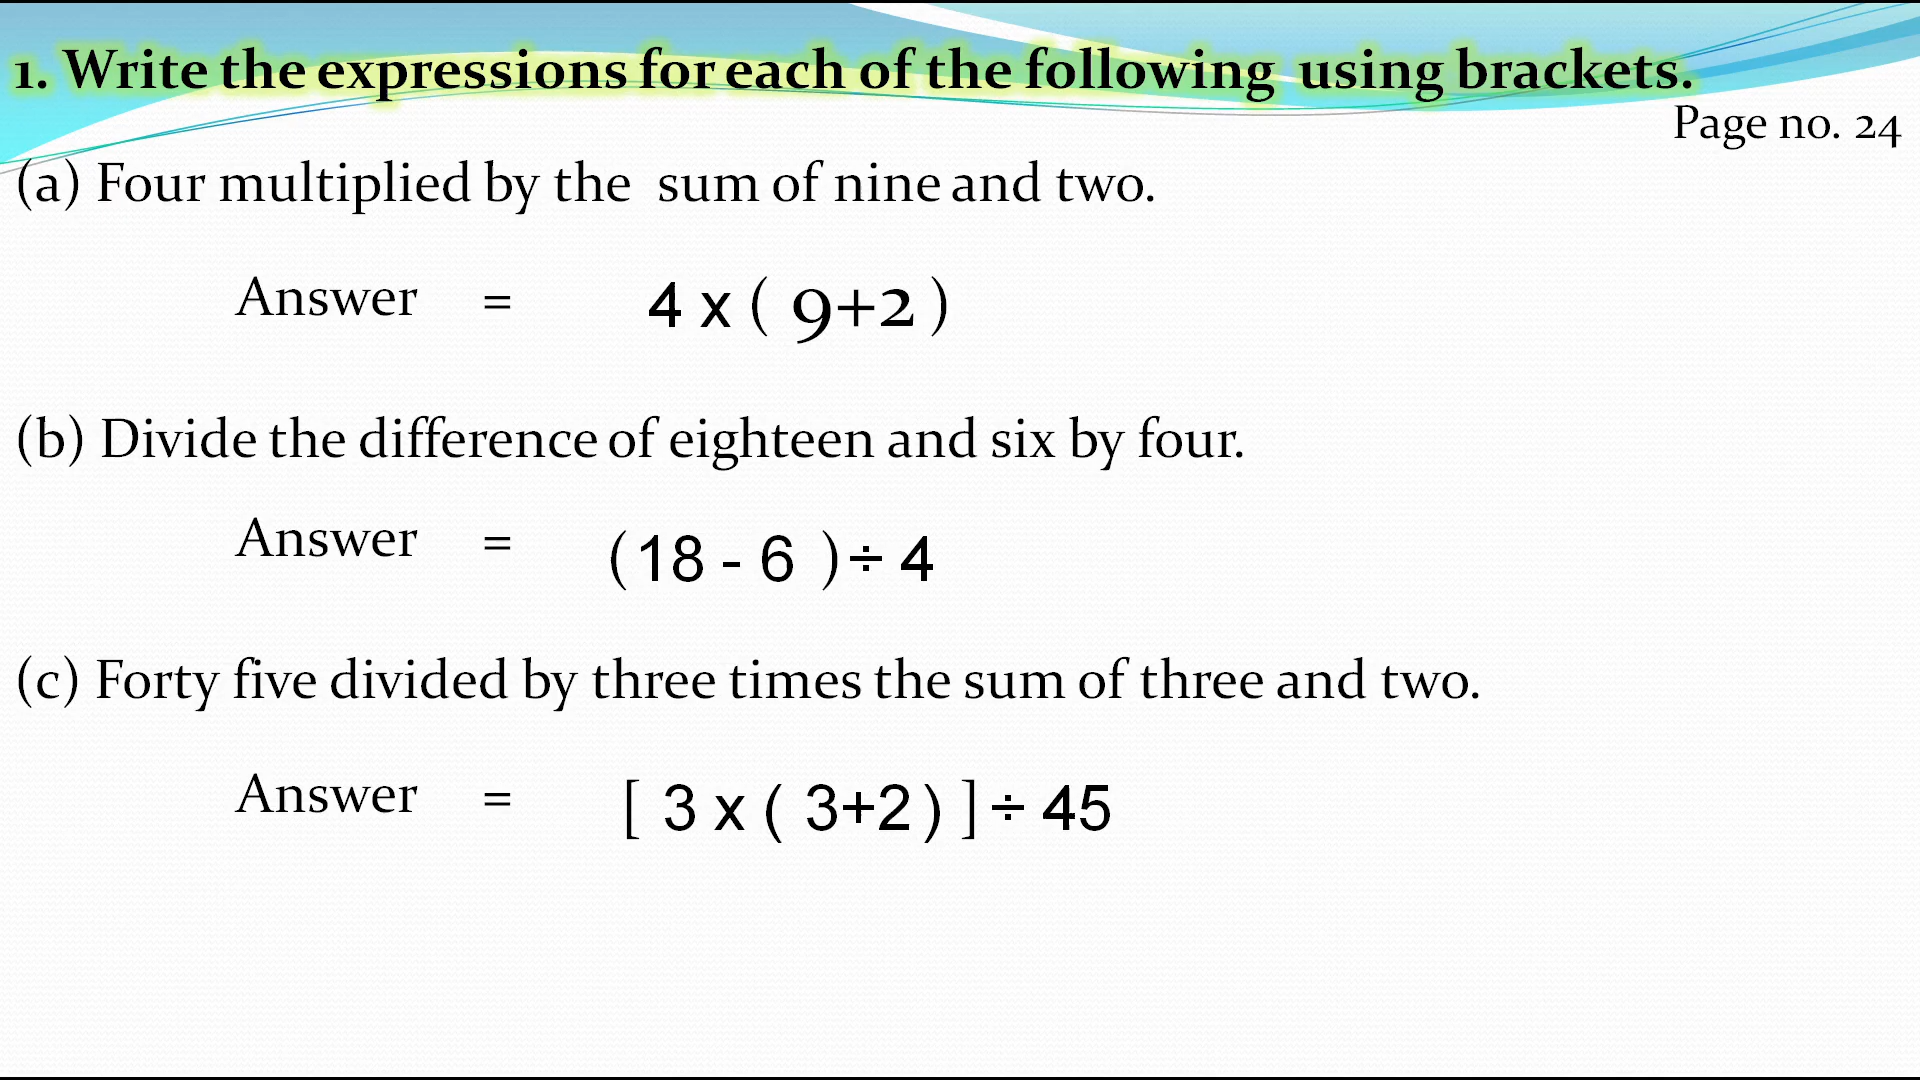 1. Write the expressions for each of the following using brackets.
Page no. 24
(a) Four multiplied by the sum of nine and two.
Answer = 4 x ( 9+2 )
(b) Divide the difference of eighteen and six by four.
Answer = ( 18 - 6 ) ÷ 4
(c) Forty five divided by three times the sum of three and two.
Answer = [ 3 x ( 3+2 ) ] ÷ 45